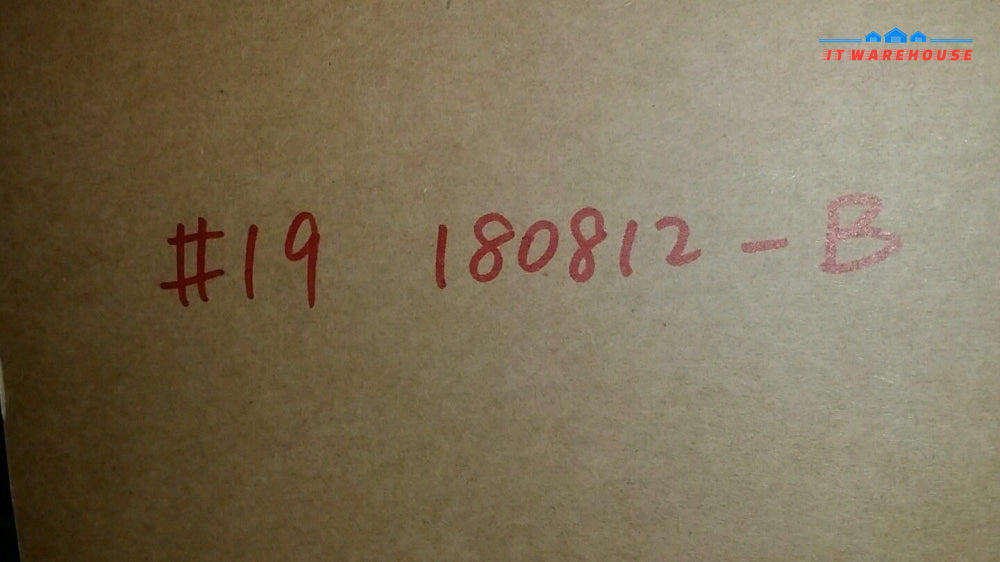 IT WAREHOUSE
#19 180812-B